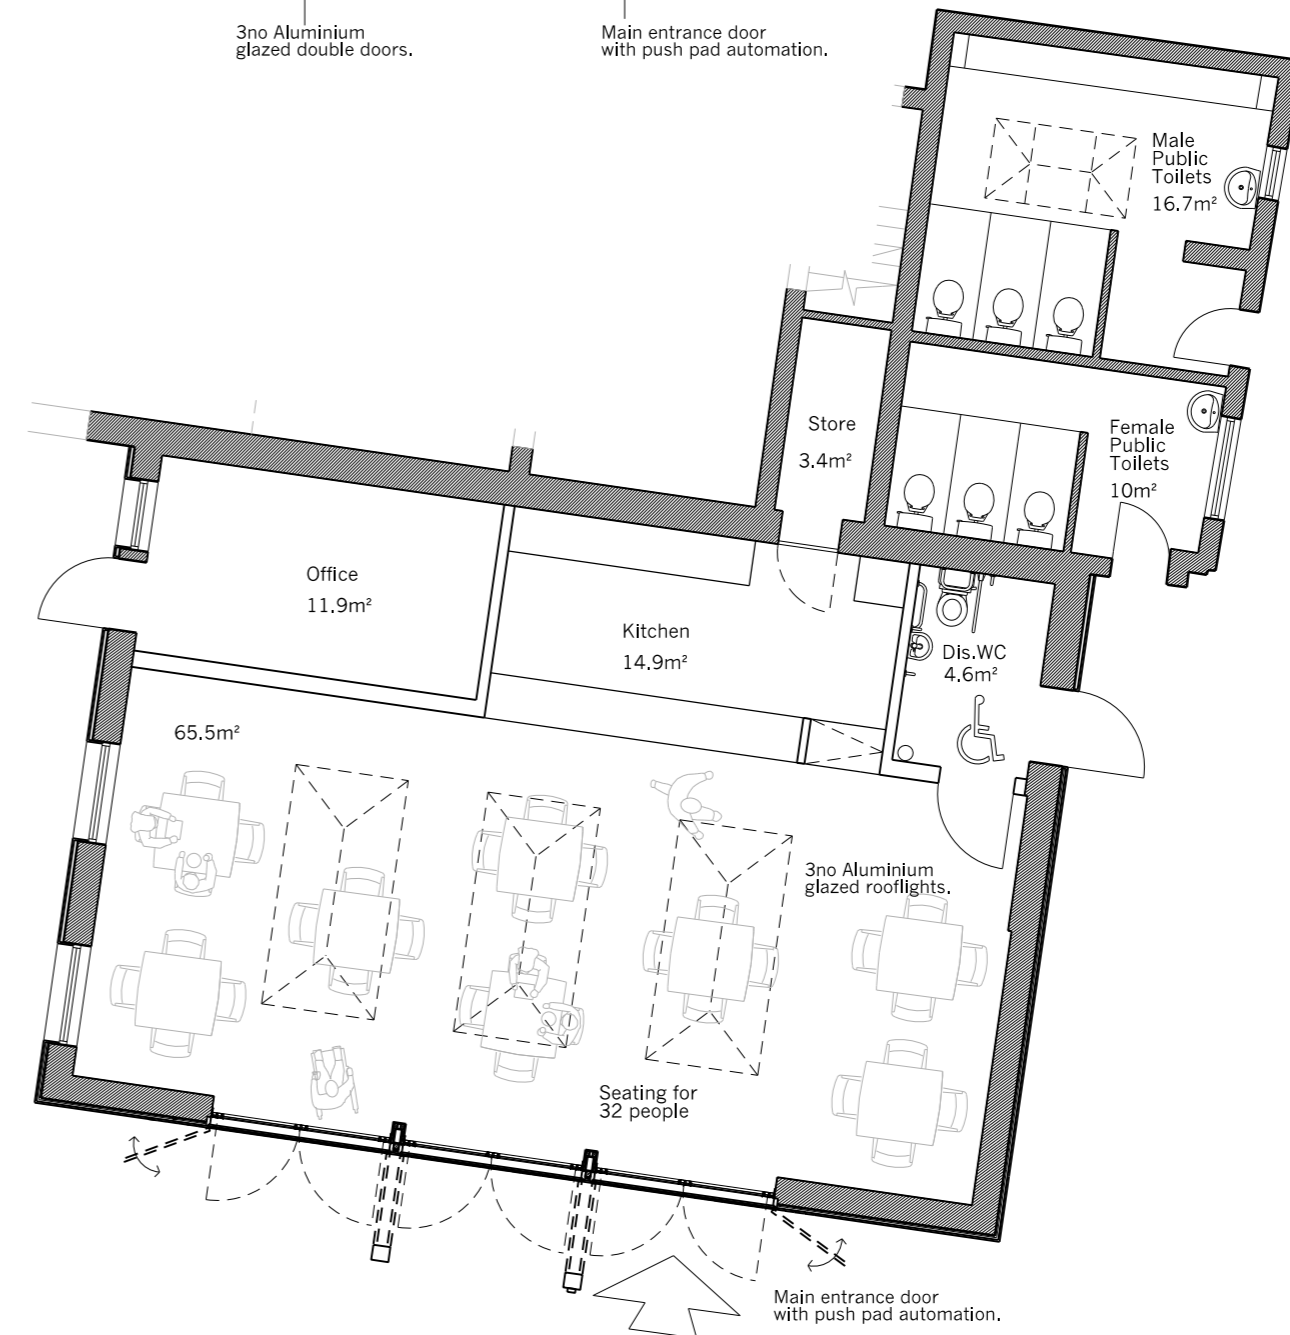 3no Aluminium
glazed double doors.
Main entrance door
with push pad automation.
Male
Public
Toilets
16.7m²
Store
3.4m²
Female
Public
Toilets
10m²
Office
11.9m²
Kitchen
14.9m²
Dis.WC
4.6m²
65.5m²
3no Aluminium
glazed rooflights.
Seating for
32 people
Main entrance door
with push pad automation.